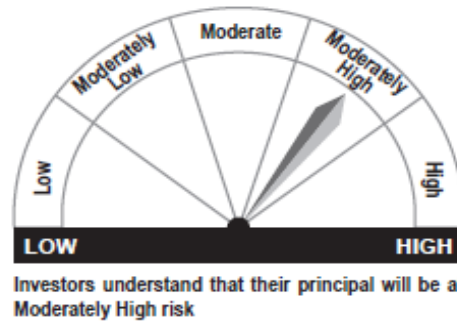 Moderate
Moderately
Low
Moderately
High
Low
High
LOW HIGH
Investors understand that their principal will be a
Moderately High risk